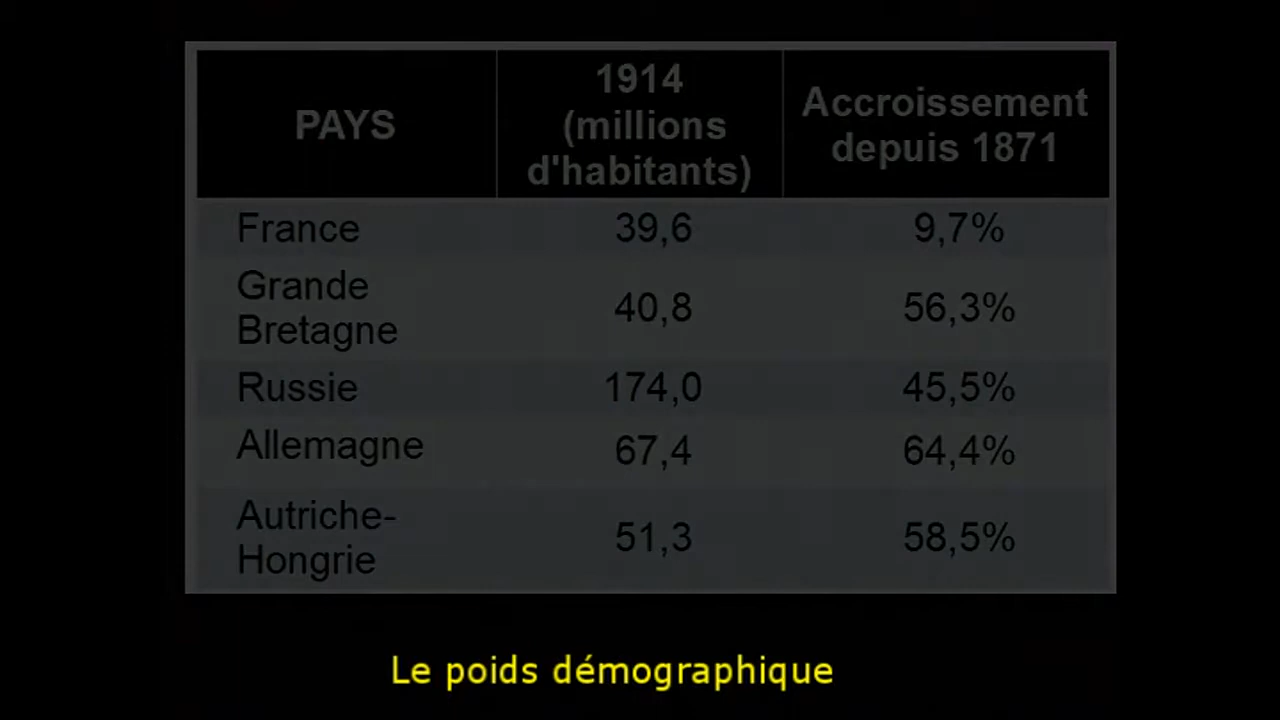 PAYS
1914
(millions
d'habitants)
Accroissement
depuis 1871
France 39,6 9,7%
Grande
Bretagne 40,8 56,3%
Russie 174,0 45,5%
Allemagne 67,4 64,4%
Autriche-
Hongrie 51,3 58,5%
Le poids démographique